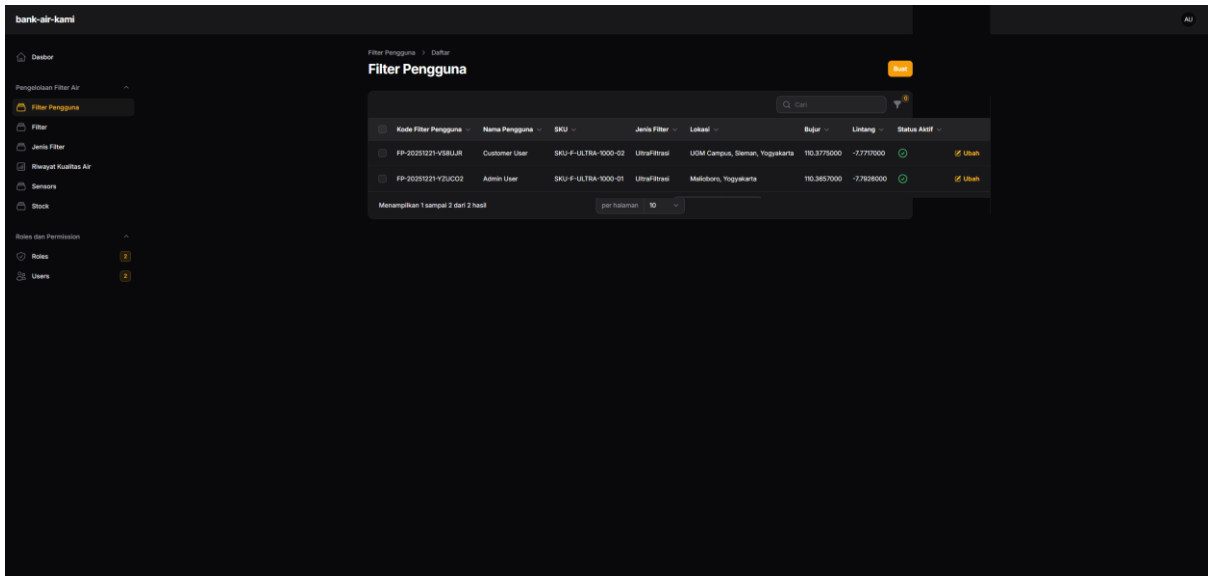 bank-air-kami
AU
Dasbor
Pengelolaan Filter Air
Filter Pengguna
Filter
Jenis Filter
Riwayat Kualitas Air
Sensors
Stock
Roles dan Permission
Roles 2
Users 2
Filter Pengguna > Daftar
Filter Pengguna
Buat
Cari
0
Kode Filter Pengguna Nama Pengguna SKU Jenis Filter Lokasi Bujur Lintang Status Aktif
FP-20251221-VSBUJR Customer User SKU-F-ULTRA-1000-02 UltraFiltrasi UGM Campus, Sleman, Yogyakarta 110.3775000 -7.7717000 Ubah
FP-20251221-YZUCO2 Admin User SKU-F-ULTRA-1000-01 UltraFiltrasi Malioboro, Yogyakarta 110.3657000 -7.7926000 Ubah
Menampilkan 1 sampai 2 dari 2 hasil
per halaman 10